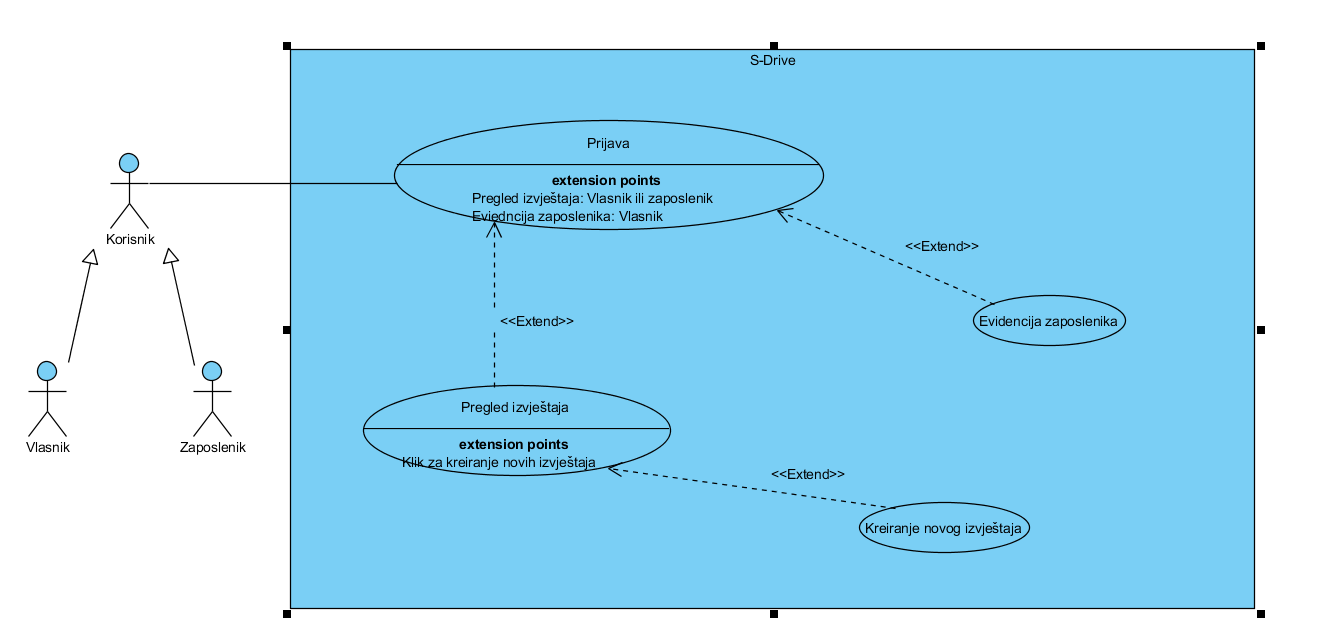 S-Drive
Prijava
extension points
Pregled izvještaja: Vlasnik ili zaposlenik
Eviedncija zaposlenika: Vlasnik
Korisnik
<<Extend>>
<<Extend>>
Evidencija zaposlenika
Pregled izvještaja
extension points
Klik za kreiranje novih izvještaja
Vlasnik
Zaposlenik
<<Extend>>
Kreiranje novog izvještaja